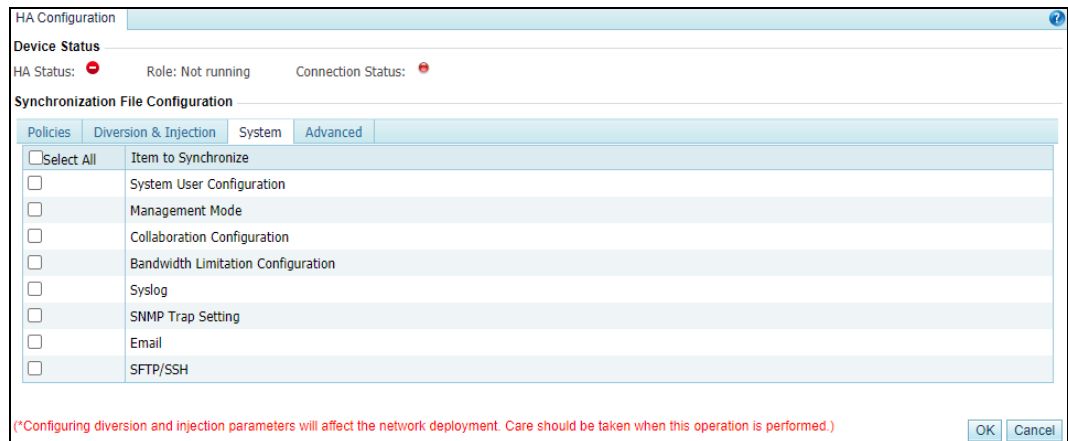 HA Configuration
?
Device Status
HA Status: Role: Not running Connection Status:
Synchronization File Configuration
Policies Diversion & Injection System Advanced
Select All Item to Synchronize
System User Configuration
Management Mode
Collaboration Configuration
Bandwidth Limitation Configuration
Syslog
SNMP Trap Setting
Email
SFTP/SSH
(*Configuring diversion and injection parameters will affect the network deployment. Care should be taken when this operation is performed.) OK Cancel